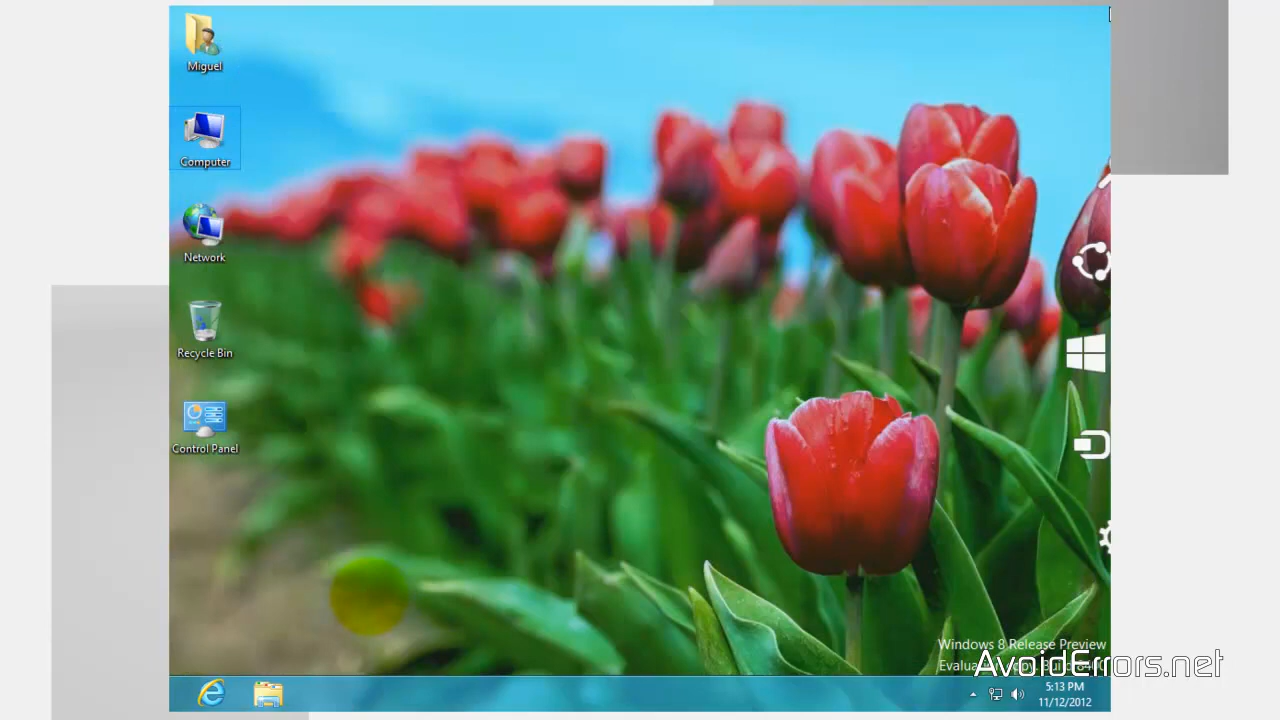 Miguel
Computer
Network
Recycle Bin
Control Panel
Windows 8 Release Preview
AvoidErrors.net
5:13 PM
11/12/2012